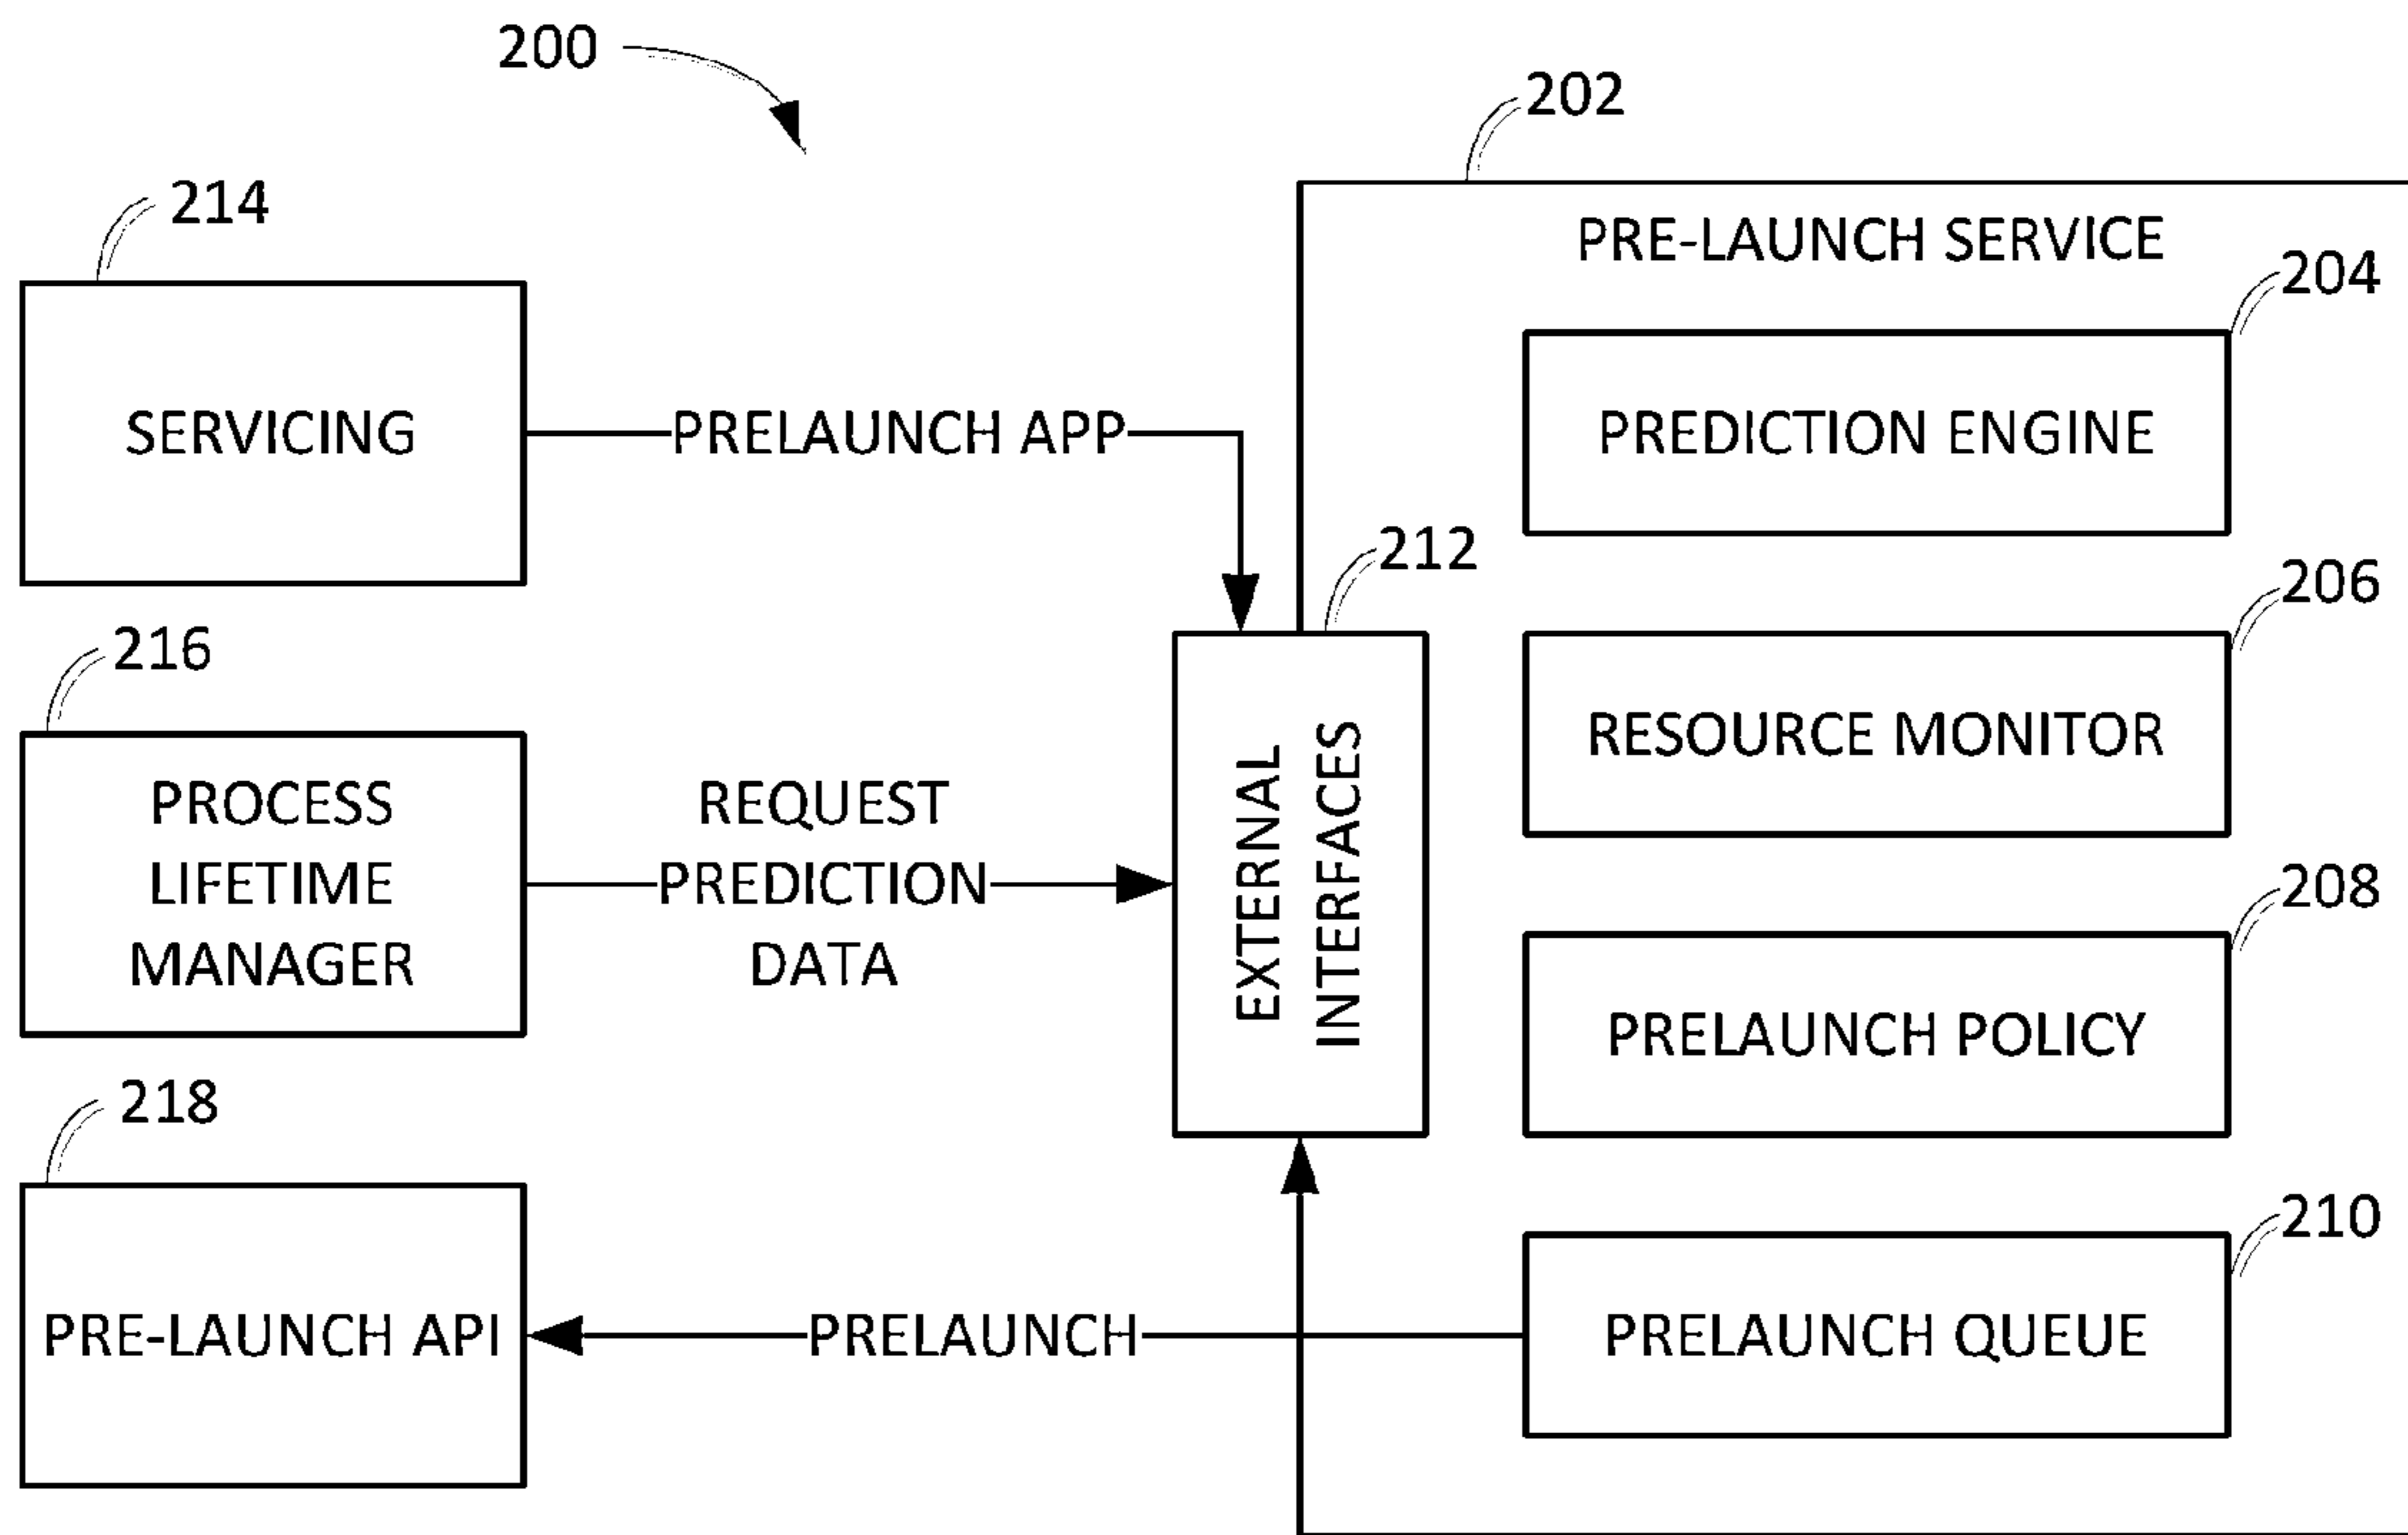 200
202
214
PRE-LAUNCH SERVICE
204
SERVICING
PRELAUNCH APP
PREDICTION ENGINE
212
206
216
PROCESS
LIFETIME
MANAGER
REQUEST
PREDICTION
DATA
EXTERNAL
INTERFACES
RESOURCE MONITOR
208
PRELAUNCH POLICY
218
210
PRE-LAUNCH API
PRELAUNCH
PRELAUNCH QUEUE